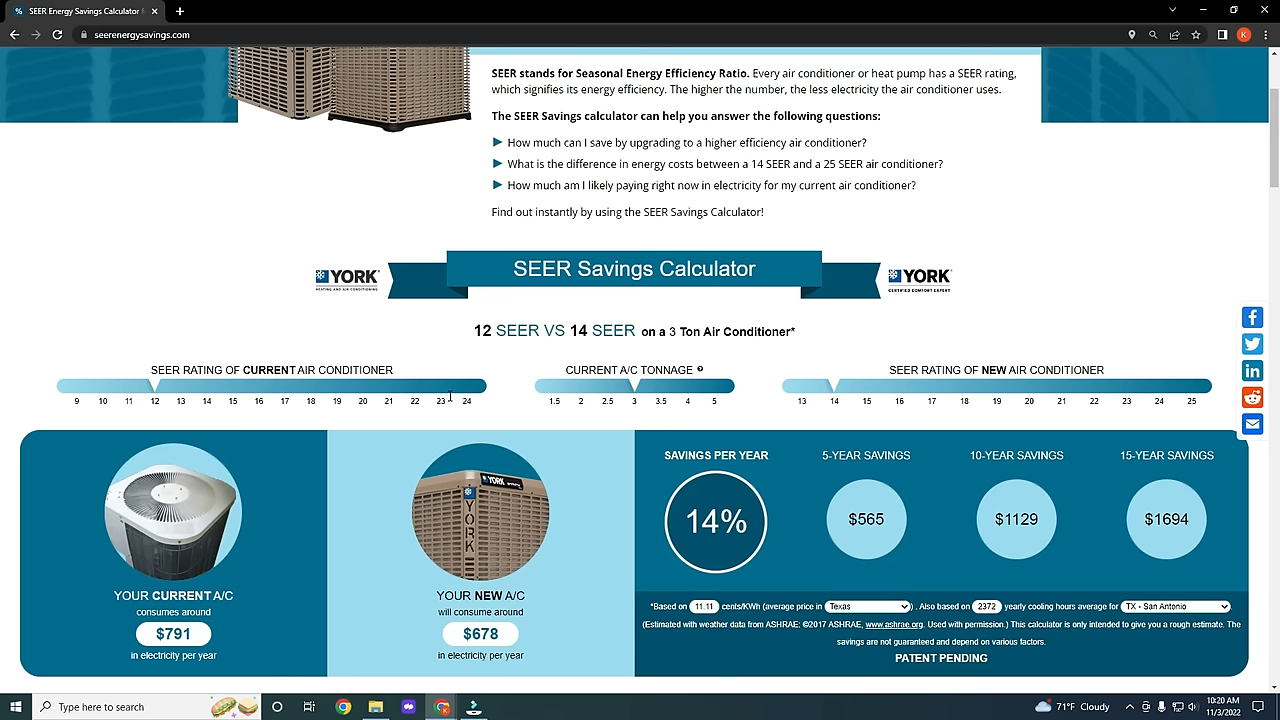 SEER Energy Savings Calculator
seerenergysavings.com
K
SEER stands for Seasonal Energy Efficiency Ratio. Every air conditioner or heat pump has a SEER rating,
which signifies its energy efficiency. The higher the number, the less electricity the air conditioner uses.
The SEER Savings calculator can help you answer the following questions:
How much can I save by upgrading to a higher efficiency air conditioner?
What is the difference in energy costs between a 14 SEER and a 25 SEER air conditioner?
How much am I likely paying right now in electricity for my current air conditioner?
Find out instantly by using the SEER Savings Calculator!
YORK
HEATING AND AIR CONDITIONING
SEER Savings Calculator
YORK
CERTIFIED COMFORT EXPERT
12 SEER VS 14 SEER on a 3 Ton Air Conditioner*
SEER RATING OF CURRENT AIR CONDITIONER
9 10 11 12 13 14 15 16 17 18 19 20 21 22 23 24
CURRENT A/C TONNAGE
1.5 2 2.5 3 3.5 4 5
SEER RATING OF NEW AIR CONDITIONER
13 14 15 16 17 18 19 20 21 22 23 24 25
YORK
YORK
YOUR CURRENT A/C
consumes around
$791
in electricity per year
YOUR NEW A/C
will consume around
$678
in electricity per year
SAVINGS PER YEAR
14%
5-YEAR SAVINGS
$565
10-YEAR SAVINGS
$1129
15-YEAR SAVINGS
$1694
*Based on 11.11 cents/KWh (average price in Texas ) . Also based on 2372 yearly cooling hours average for TX - San Antonio .
(Estimated with weather data from ASHRAE; ©2017 ASHRAE, www.ashrae.org. Used with permission.) This calculator is only intended to give you a rough estimate. The
savings are not guaranteed and depend on various factors.
PATENT PENDING
Type here to search
71°F Cloudy
10:20 AM
11/3/2022